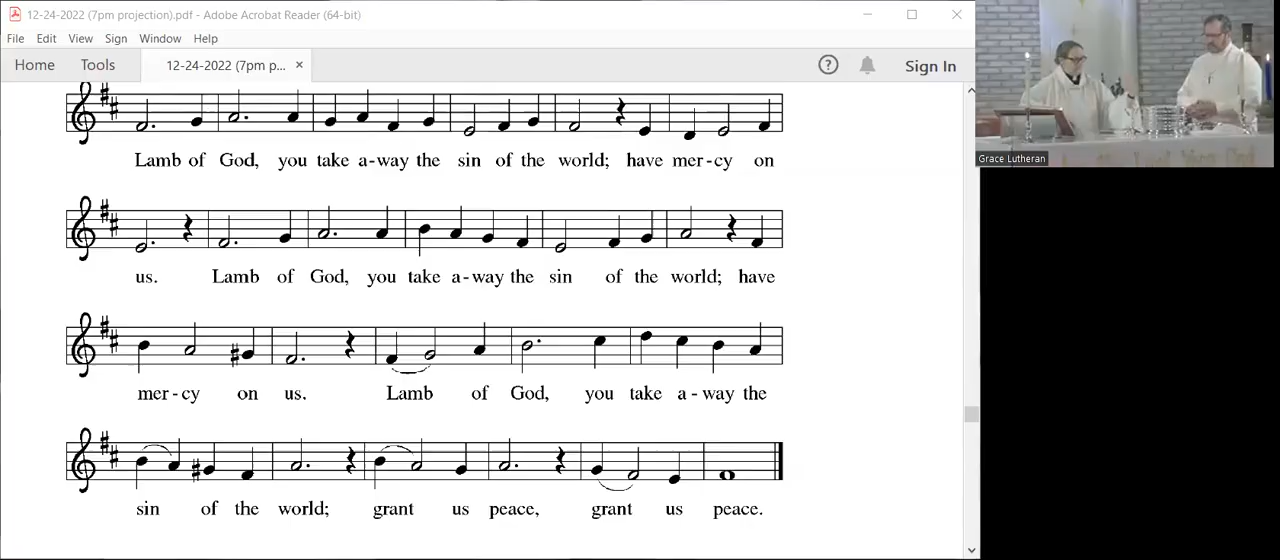 12-24-2022 (7pm projection).pdf - Adobe Acrobat Reader (64-bit)
File Edit View Sign Window Help
Home Tools 12-24-2022 (7pm p... × ? Sign In
Lamb of God, you take a-way the sin of the world; have mer-cy on
us. Lamb of God, you take a-way the sin of the world; have
mer-cy on us. Lamb of God, you take a-way the
sin of the world; grant us peace, grant us peace.
Grace Lutheran